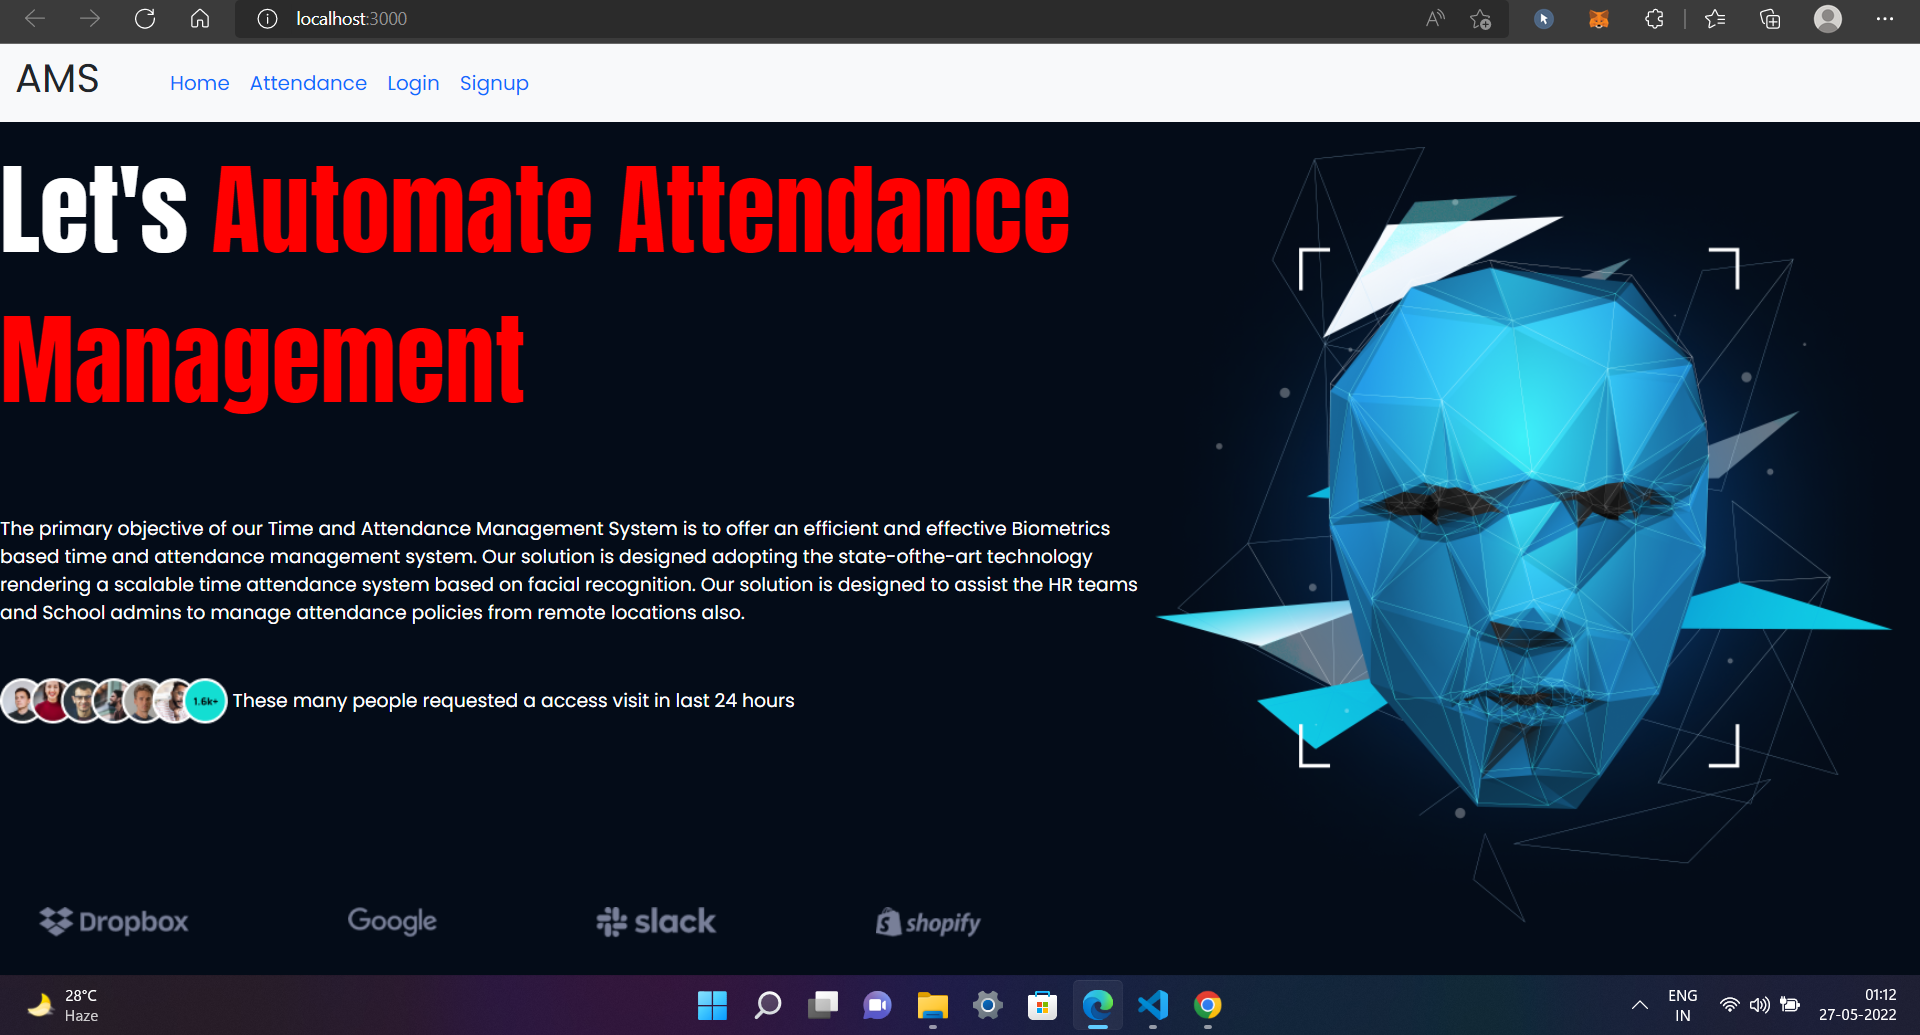 localhost:3000
AMS
Home Attendance Login Signup
Let's Automate Attendance
Management
The primary objective of our Time and Attendance Management System is to offer an efficient and effective Biometrics
based time and attendance management system. Our solution is designed adopting the state-ofthe-art technology
rendering a scalable time attendance system based on facial recognition. Our solution is designed to assist the HR teams
and School admins to manage attendance policies from remote locations also.
1.6k+ These many people requested a access visit in last 24 hours
Dropbox Google slack shopify
28°C
Haze
ENG
IN
01:12
27-05-2022